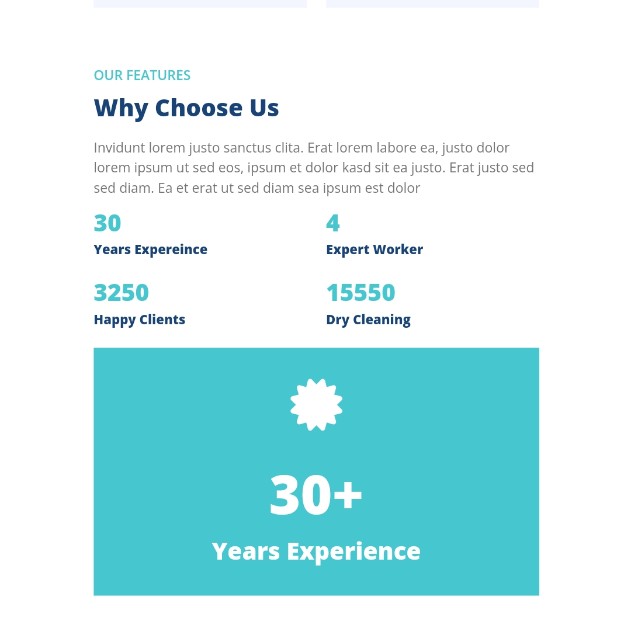 OUR FEATURES
Why Choose Us
Invidunt lorem justo sanctus clita. Erat lorem labore ea, justo dolor
lorem ipsum ut sed eos, ipsum et dolor kasd sit ea justo. Erat justo sed
sed diam. Ea et erat ut sed diam sea ipsum est dolor
30
Years Expereince
4
Expert Worker
3250
Happy Clients
15550
Dry Cleaning
30+
Years Experience